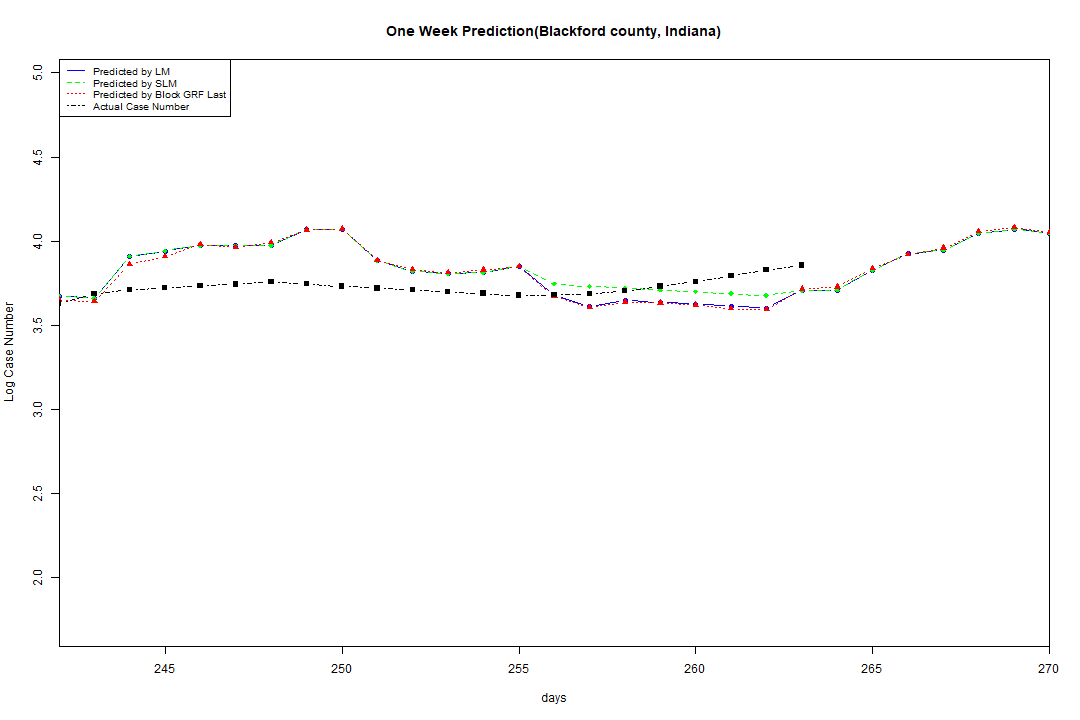 One Week Prediction(Blackford county, Indiana)
Predicted by LM
Predicted by SLM
Predicted by Block GRF Last
Actual Case Number
5.0
4.5
4.0
3.5
3.0
2.5
2.0
Log Case Number
245 250 255 260 265 270
days